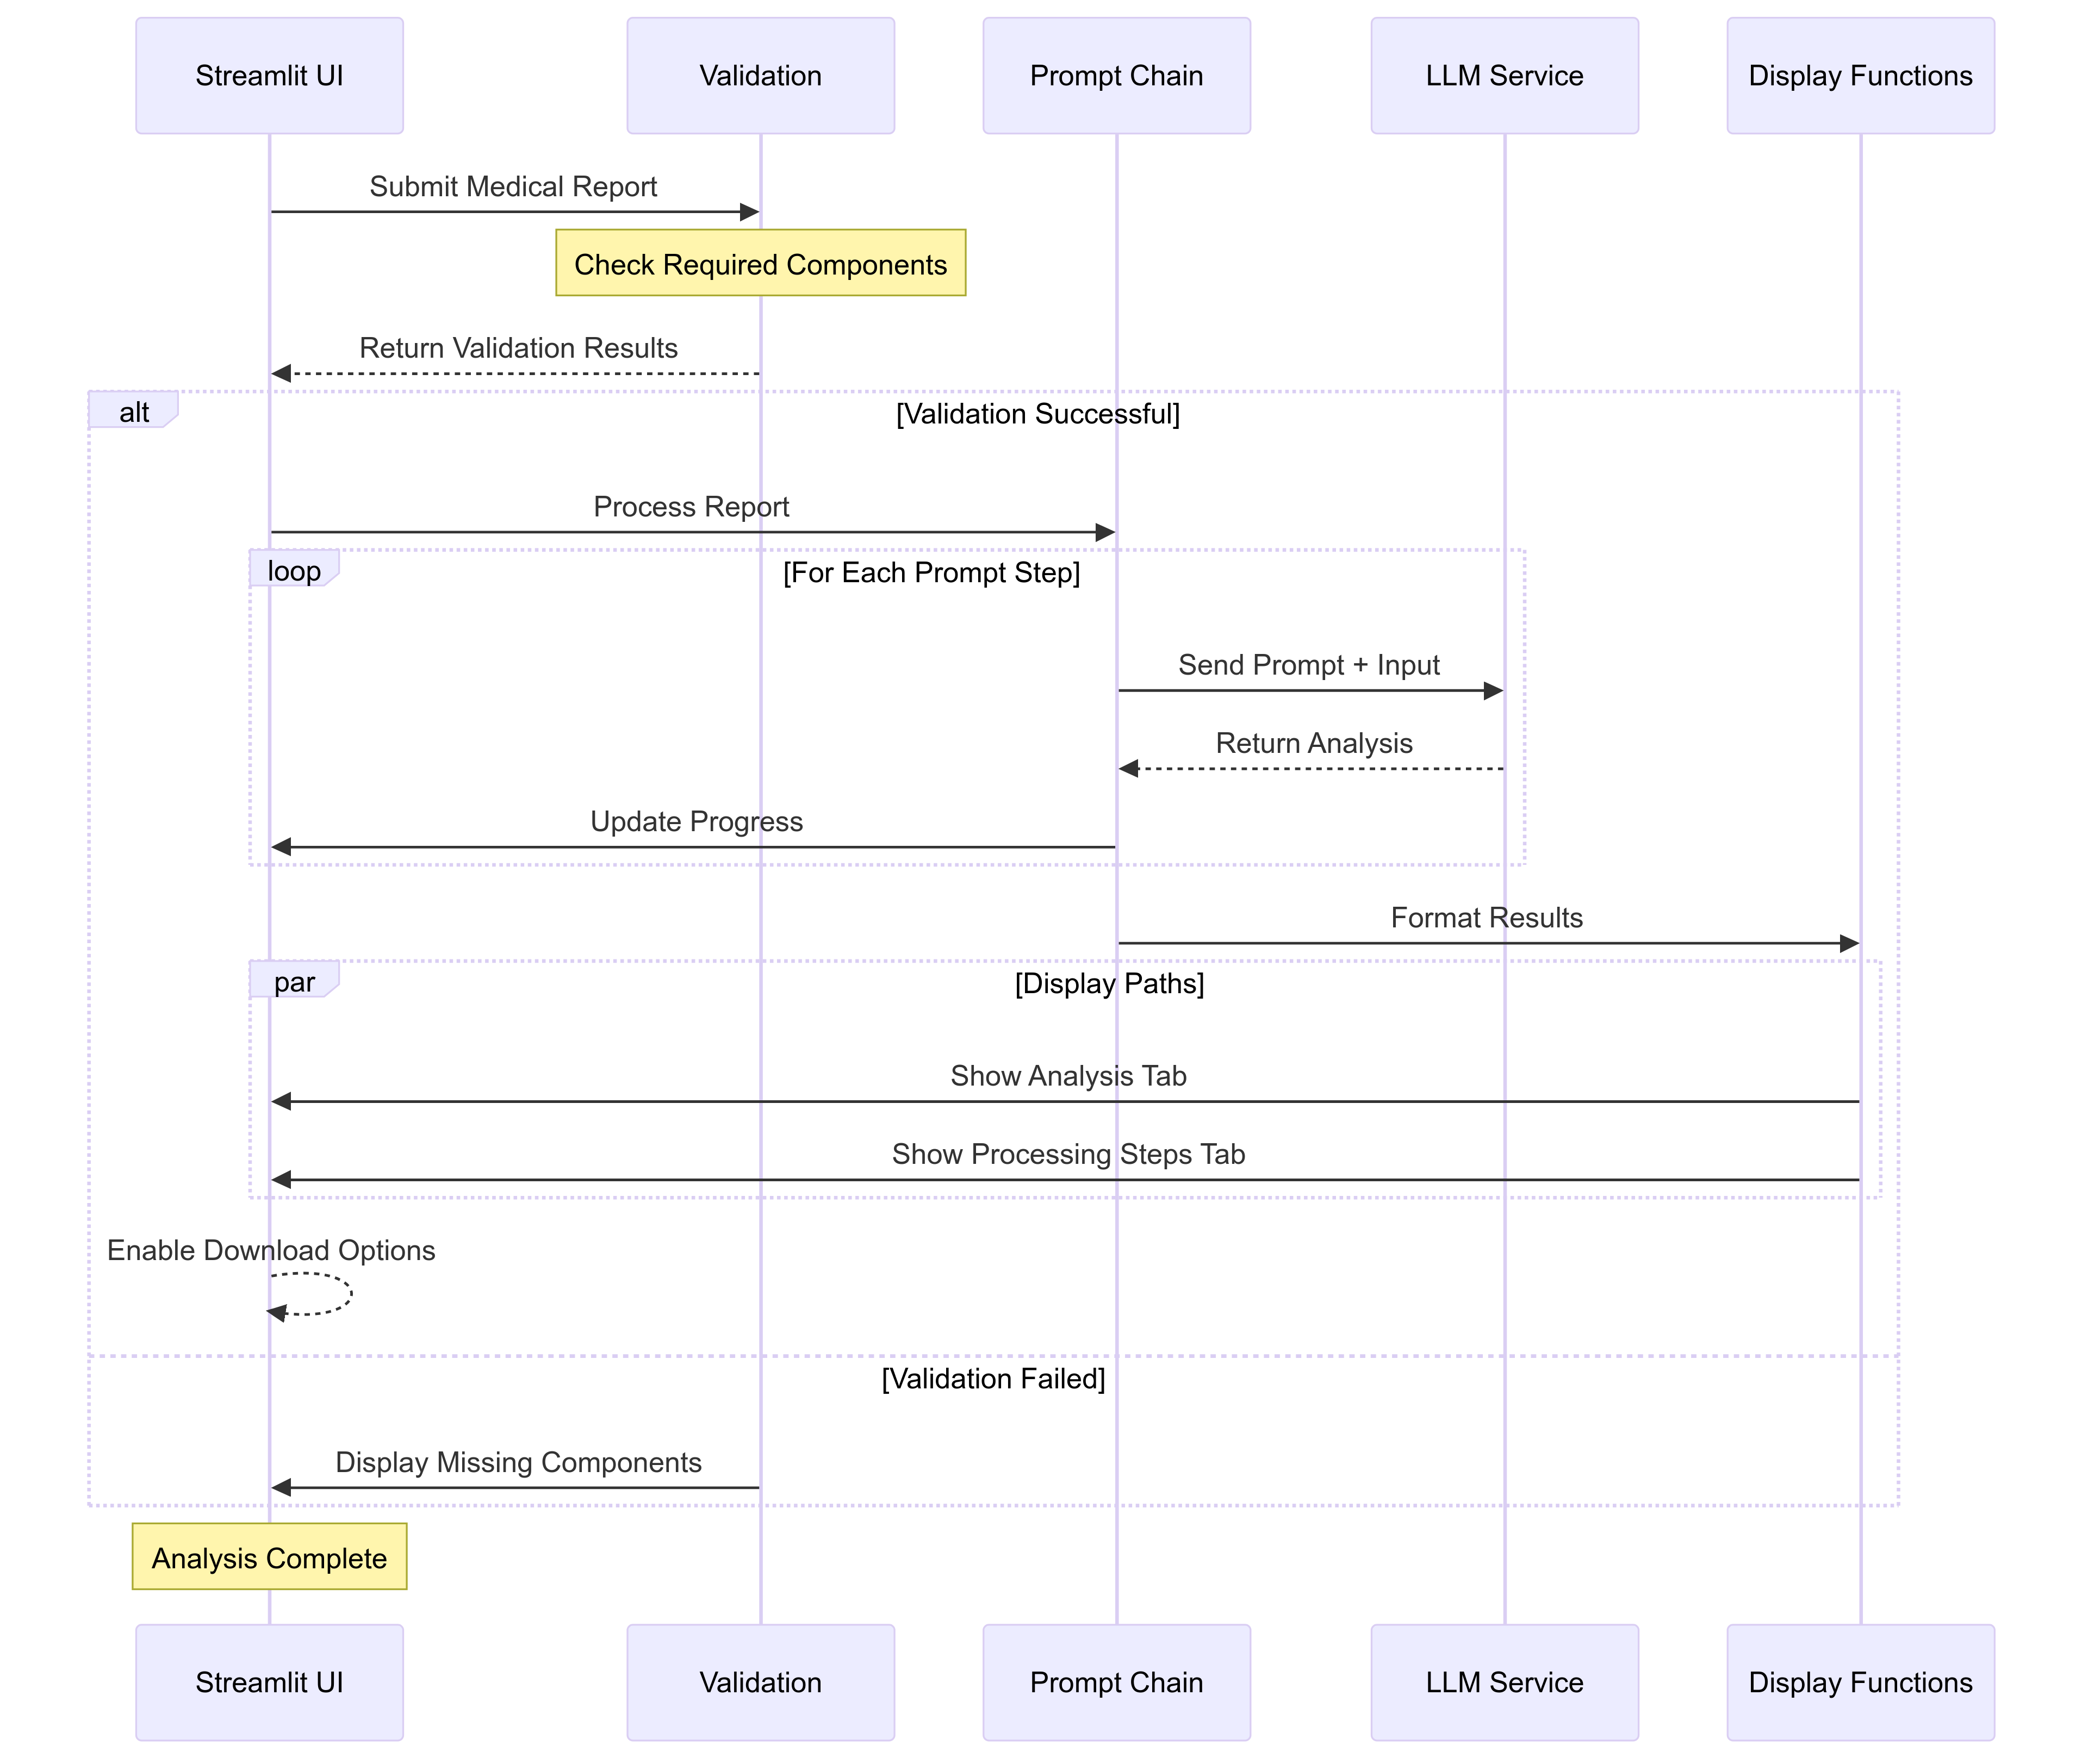 Streamlit UI
Validation
Prompt Chain
LLM Service
Display Functions
Submit Medical Report
Check Required Components
Return Validation Results
alt
[Validation Successful]
Process Report
loop
[For Each Prompt Step]
Send Prompt + Input
Return Analysis
Update Progress
Format Results
par
[Display Paths]
Show Analysis Tab
Show Processing Steps Tab
Enable Download Options
[Validation Failed]
Display Missing Components
Analysis Complete
Streamlit UI
Validation
Prompt Chain
LLM Service
Display Functions